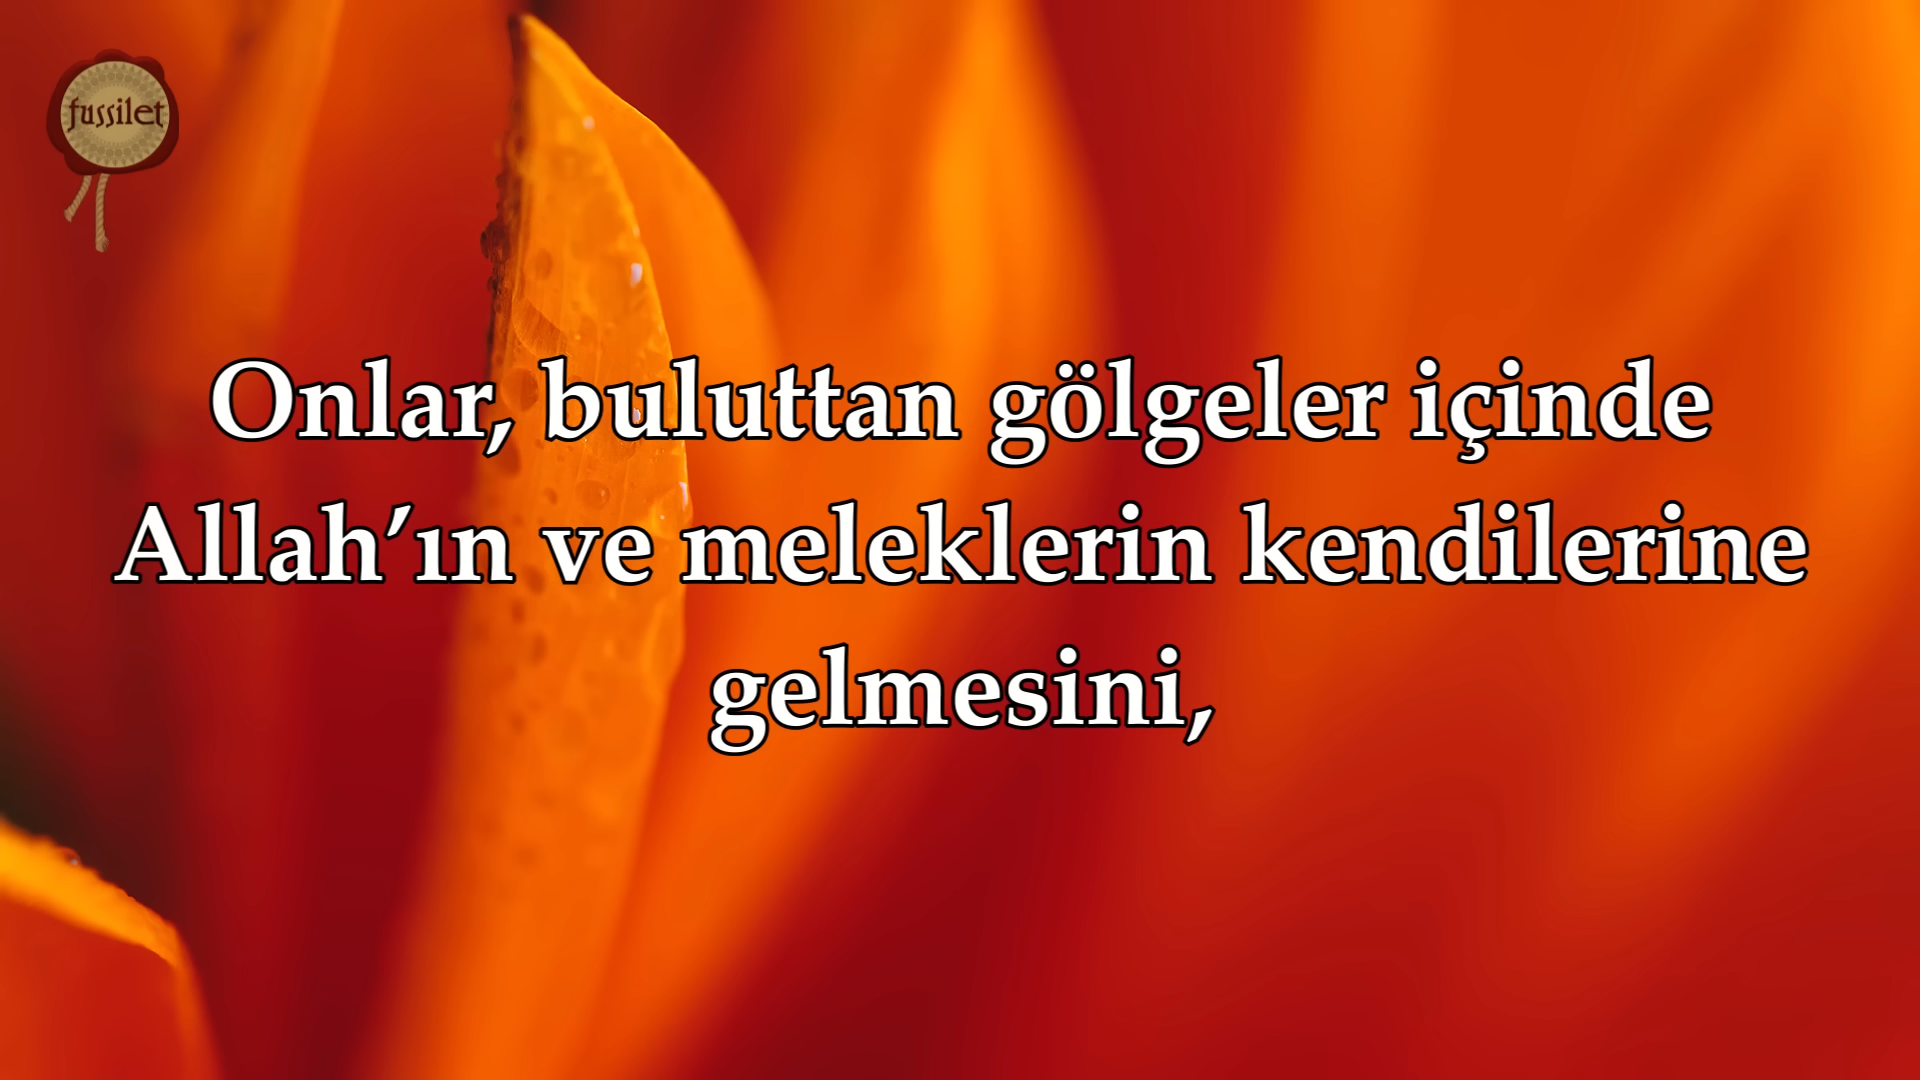 fussilet
Onlar, buluttan gölgeler içinde
Allah’ın ve meleklerin kendilerine
gelmesini,